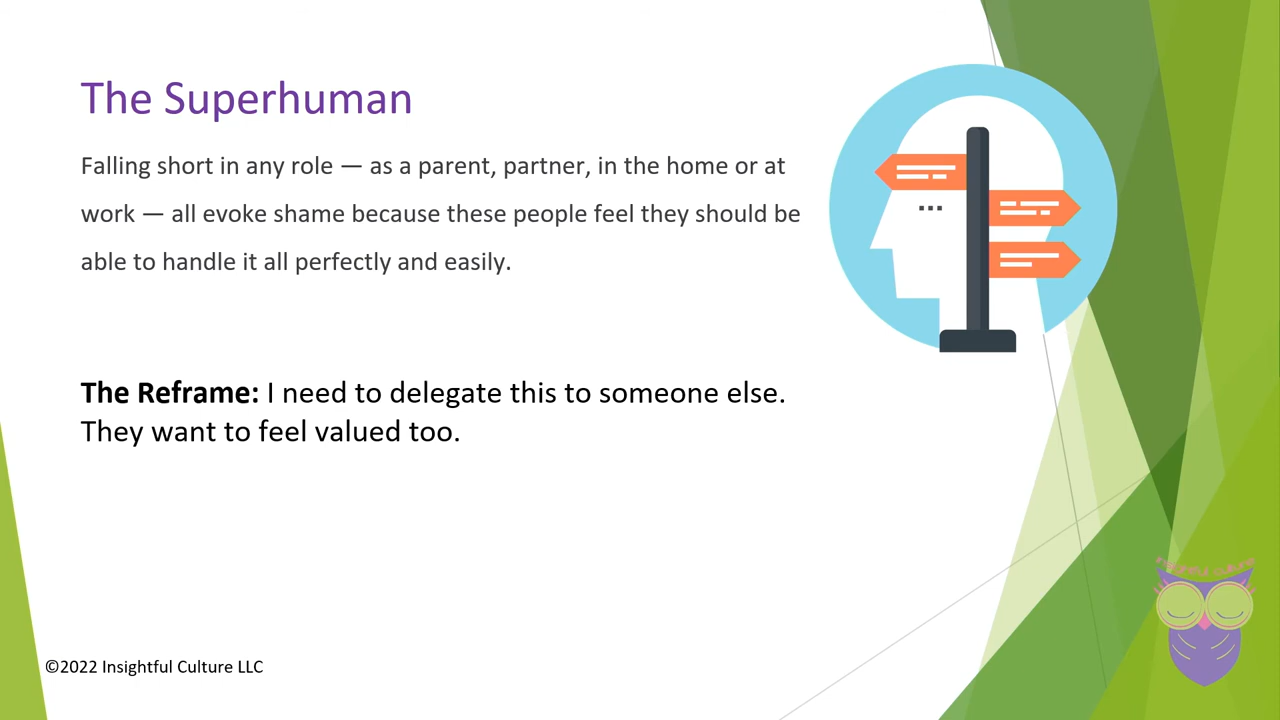 The Superhuman
Falling short in any role — as a parent, partner, in the home or at
work — all evoke shame because these people feel they should be
able to handle it all perfectly and easily.
The Reframe: I need to delegate this to someone else.
They want to feel valued too.
©2022 Insightful Culture LLC